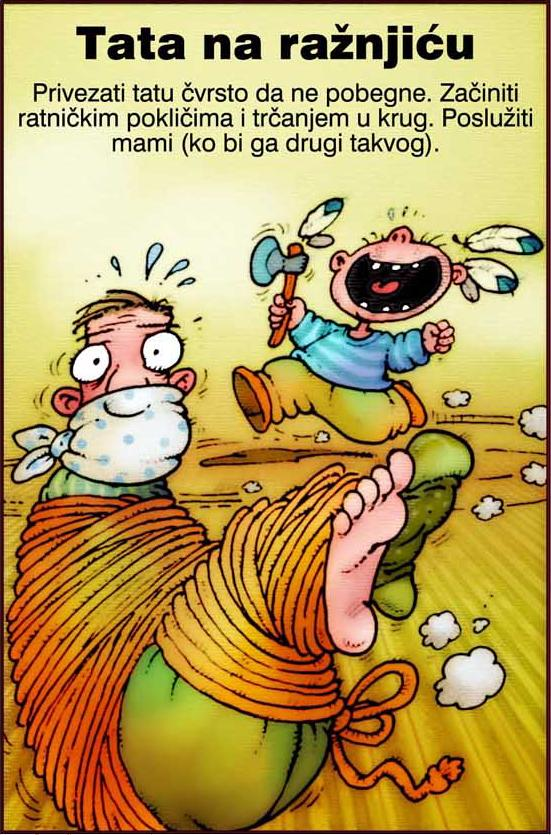 Tata na ražnjiću
Privezati tatu čvrsto da ne pobegne. Začiniti
ratničkim pokličima i trčanjem u krug. Poslužiti
mami (ko bi ga drugi takvog).